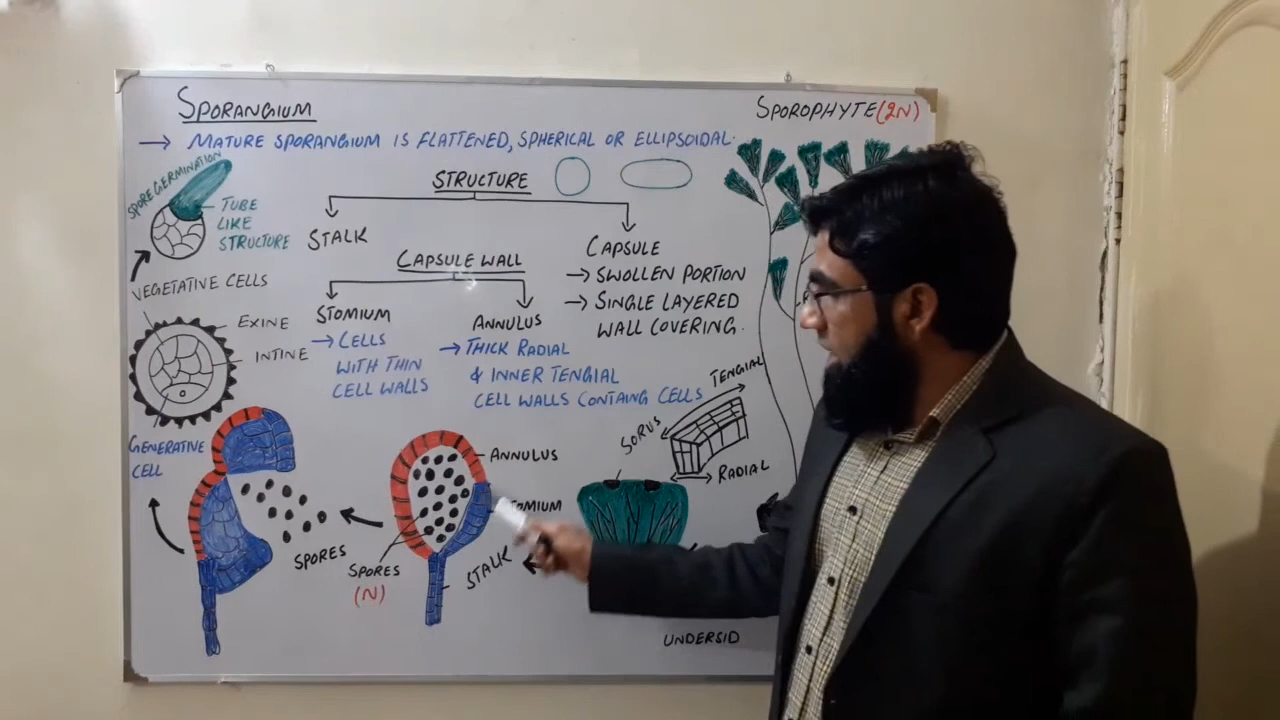 SPORANGIUM
SPOROPHYTE(2N)
→ MATURE SPORANGIUM IS FLATTENED, SPHERICAL OR ELLIPSOIDAL.
SPORE GERMINATION
TUBE
LIKE
STRUCTURE
STRUCTURE
STALK
CAPSULE
→ SWOLLEN PORTION
→ SINGLE LAYERED
WALL COVERING.
CAPSULE WALL
STOMIUM
→ CELLS
WITH THIN
CELL WALLS
ANNULUS
→ THICK RADIAL
& INNER TENGIAL
CELL WALLS CONTAING CELLS
VEGETATIVE CELLS
EXINE
INTINE
GENERATIVE
CELL
TENGIAL
SORUS
RADIAL
ANNULUS
STALK
SPORES
SPORES
(N)
UNDERSID